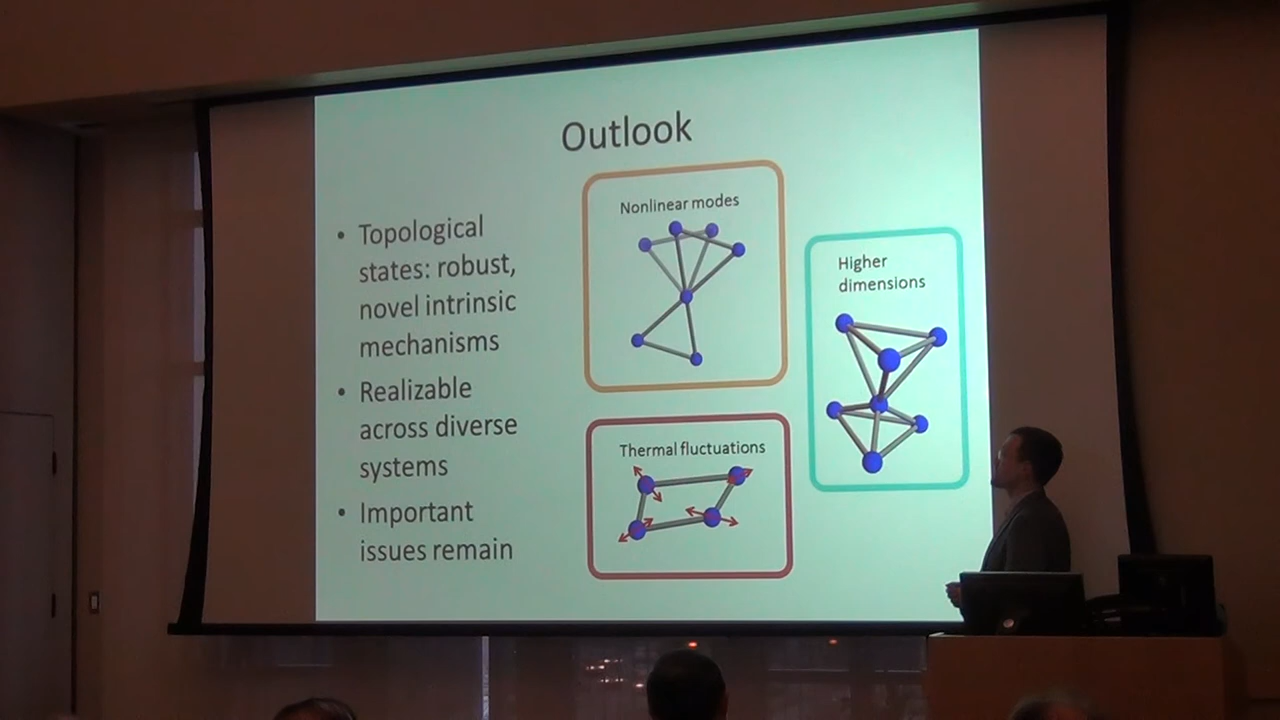 Outlook
• Topological
states: robust,
novel intrinsic
mechanisms
• Realizable
across diverse
systems
• Important
issues remain
Nonlinear modes
Thermal fluctuations
Higher
dimensions